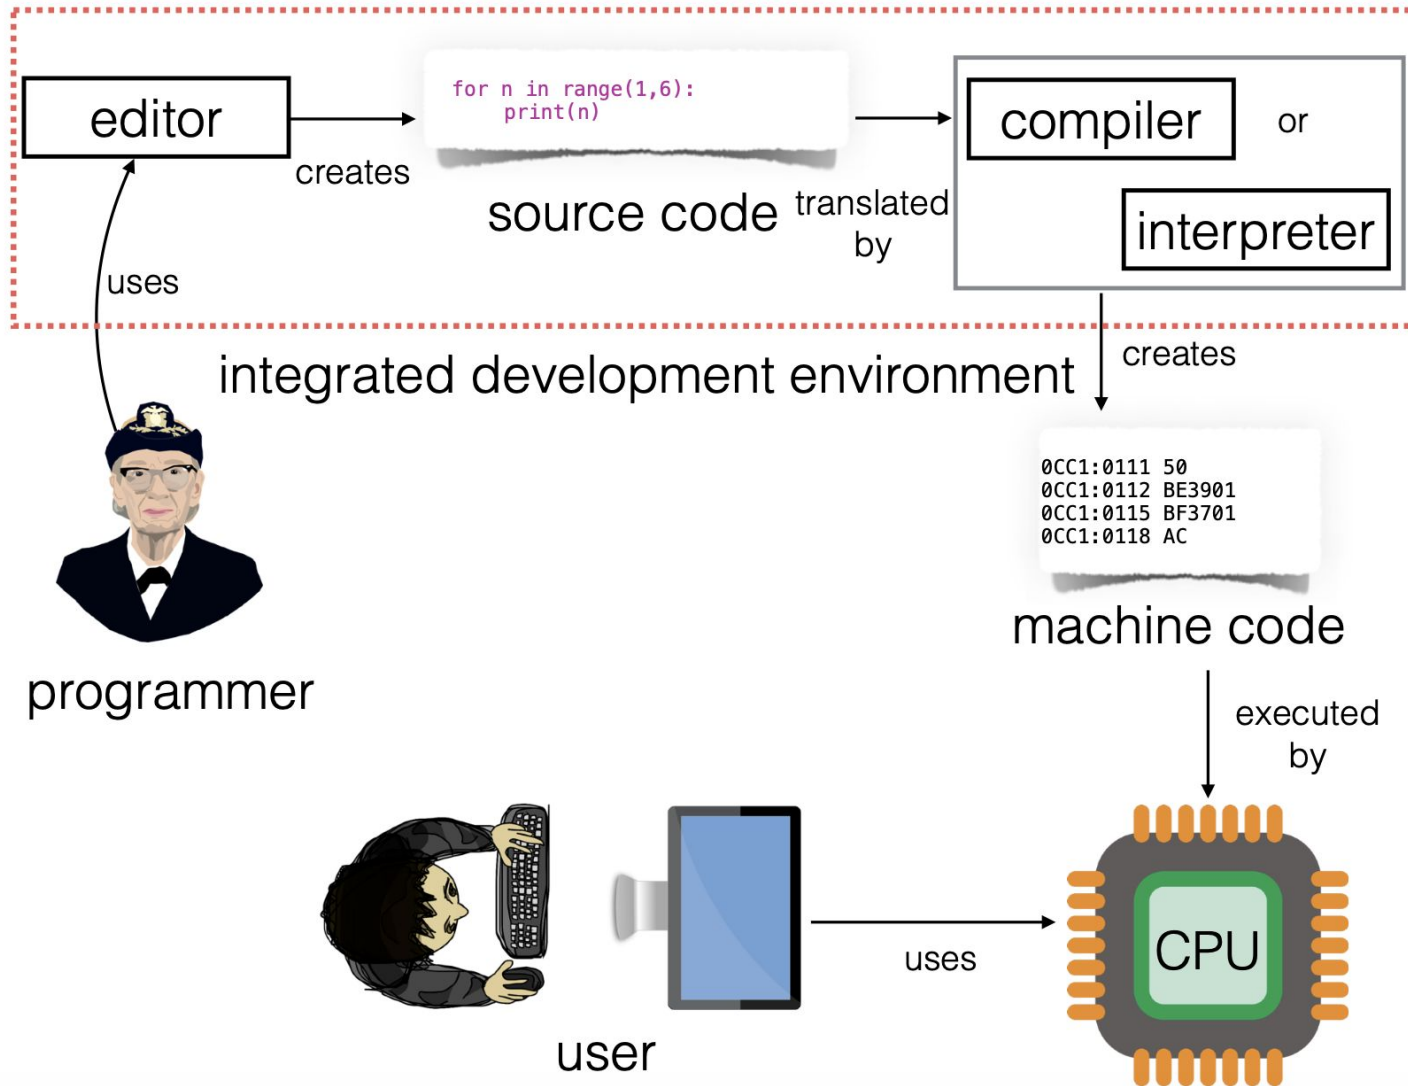 editor
creates
for n in range(1,6):
    print(n)
source code
translated
by
compiler
or
interpreter
uses
integrated development environment
creates
0CC1:0111 50
0CC1:0112 BE3901
0CC1:0115 BF3701
0CC1:0118 AC
machine code
programmer
executed
by
uses
CPU
user